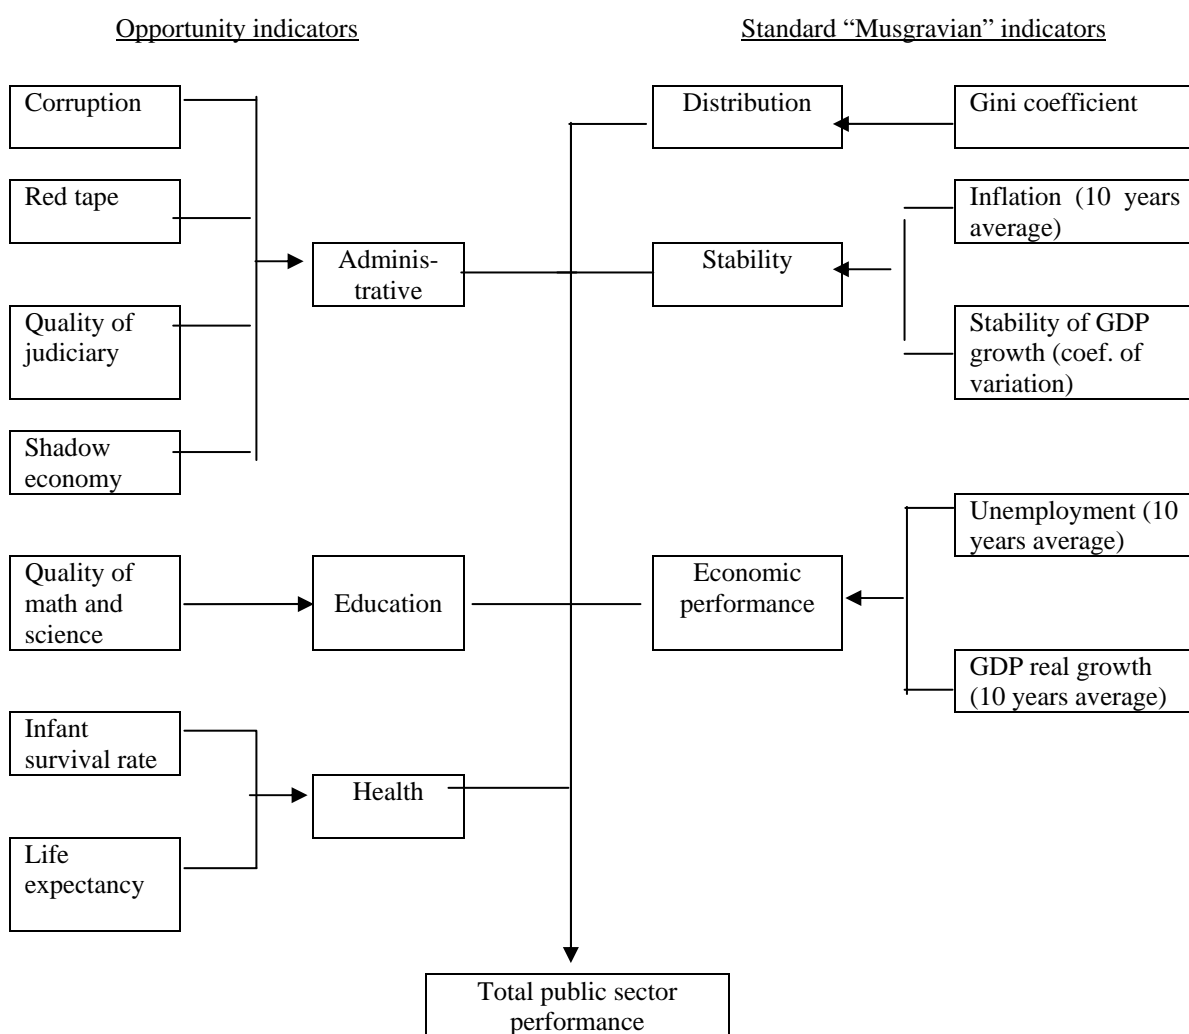 Opportunity indicators
Standard “Musgravian” indicators
Corruption
Distribution
Gini coefficient
Red tape
Inflation (10 years
average)
Adminis-
trative
Stability
Quality of
judiciary
Stability of GDP
growth (coef. of
variation)
Shadow
economy
Unemployment (10
years average)
Quality of
math and
science
Education
Economic
performance
GDP real growth
(10 years average)
Infant
survival rate
Health
Life
expectancy
Total public sector
performance